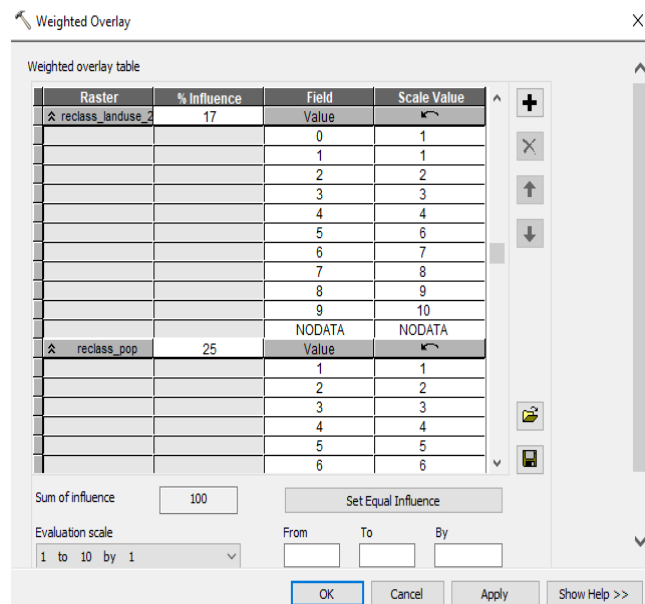 Weighted Overlay X
Weighted overlay table
Raster % Influence Field Scale Value
reclass_landuse_2 17 Value
0 1
1 1
2 2
3 3
4 4
5 6
6 7
7 8
8 9
9 10
NODATA NODATA
reclass_pop 25 Value
1 1
2 2
3 3
4 4
5 5
6 6
Sum of influence 100 Set Equal Influence
Evaluation scale From To By
1 to 10 by 1
OK Cancel Apply Show Help >>